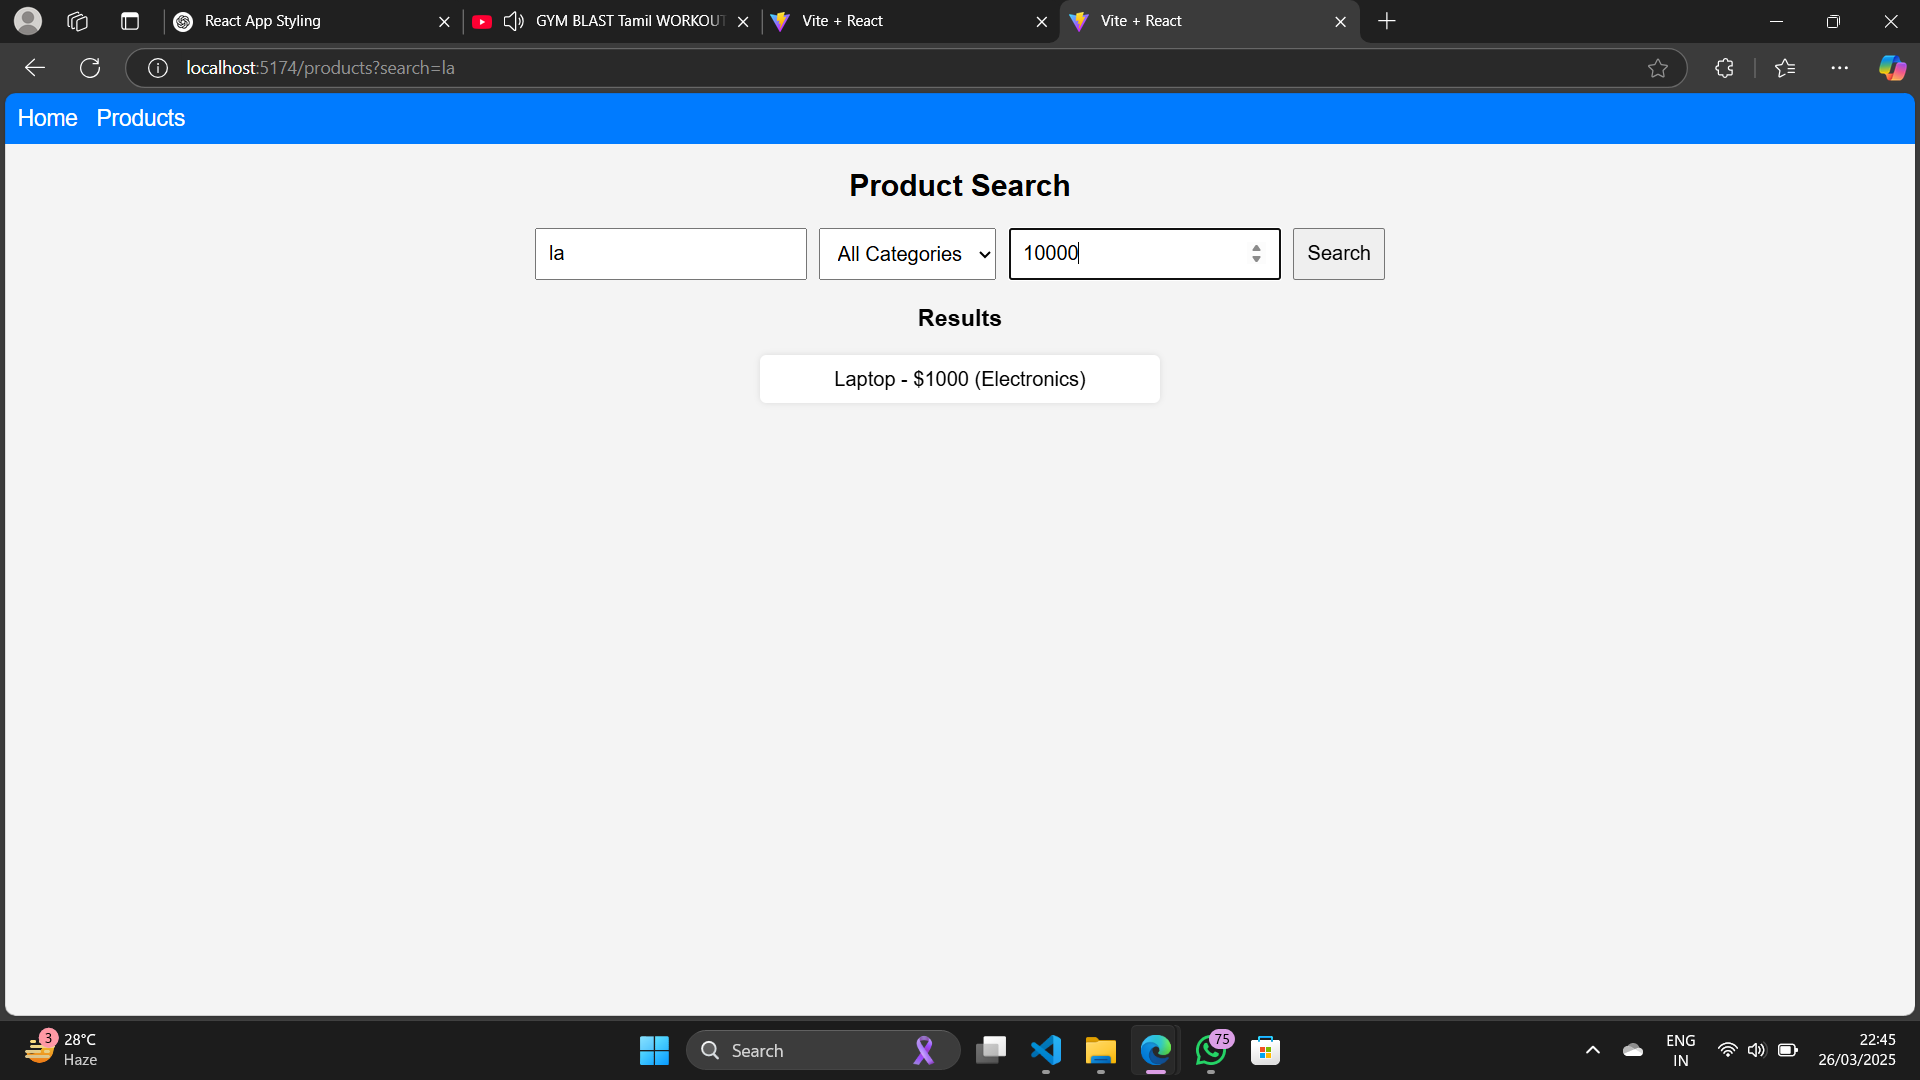 React App Styling
GYM BLAST Tamil WORKOUT
Vite + React
Vite + React
localhost:5174/products?search=la
Home Products
Product Search
la
All Categories
10000
Search
Results
Laptop - $1000 (Electronics)
3
28°C
Haze
Search
75
ENG
IN
22:45
26/03/2025